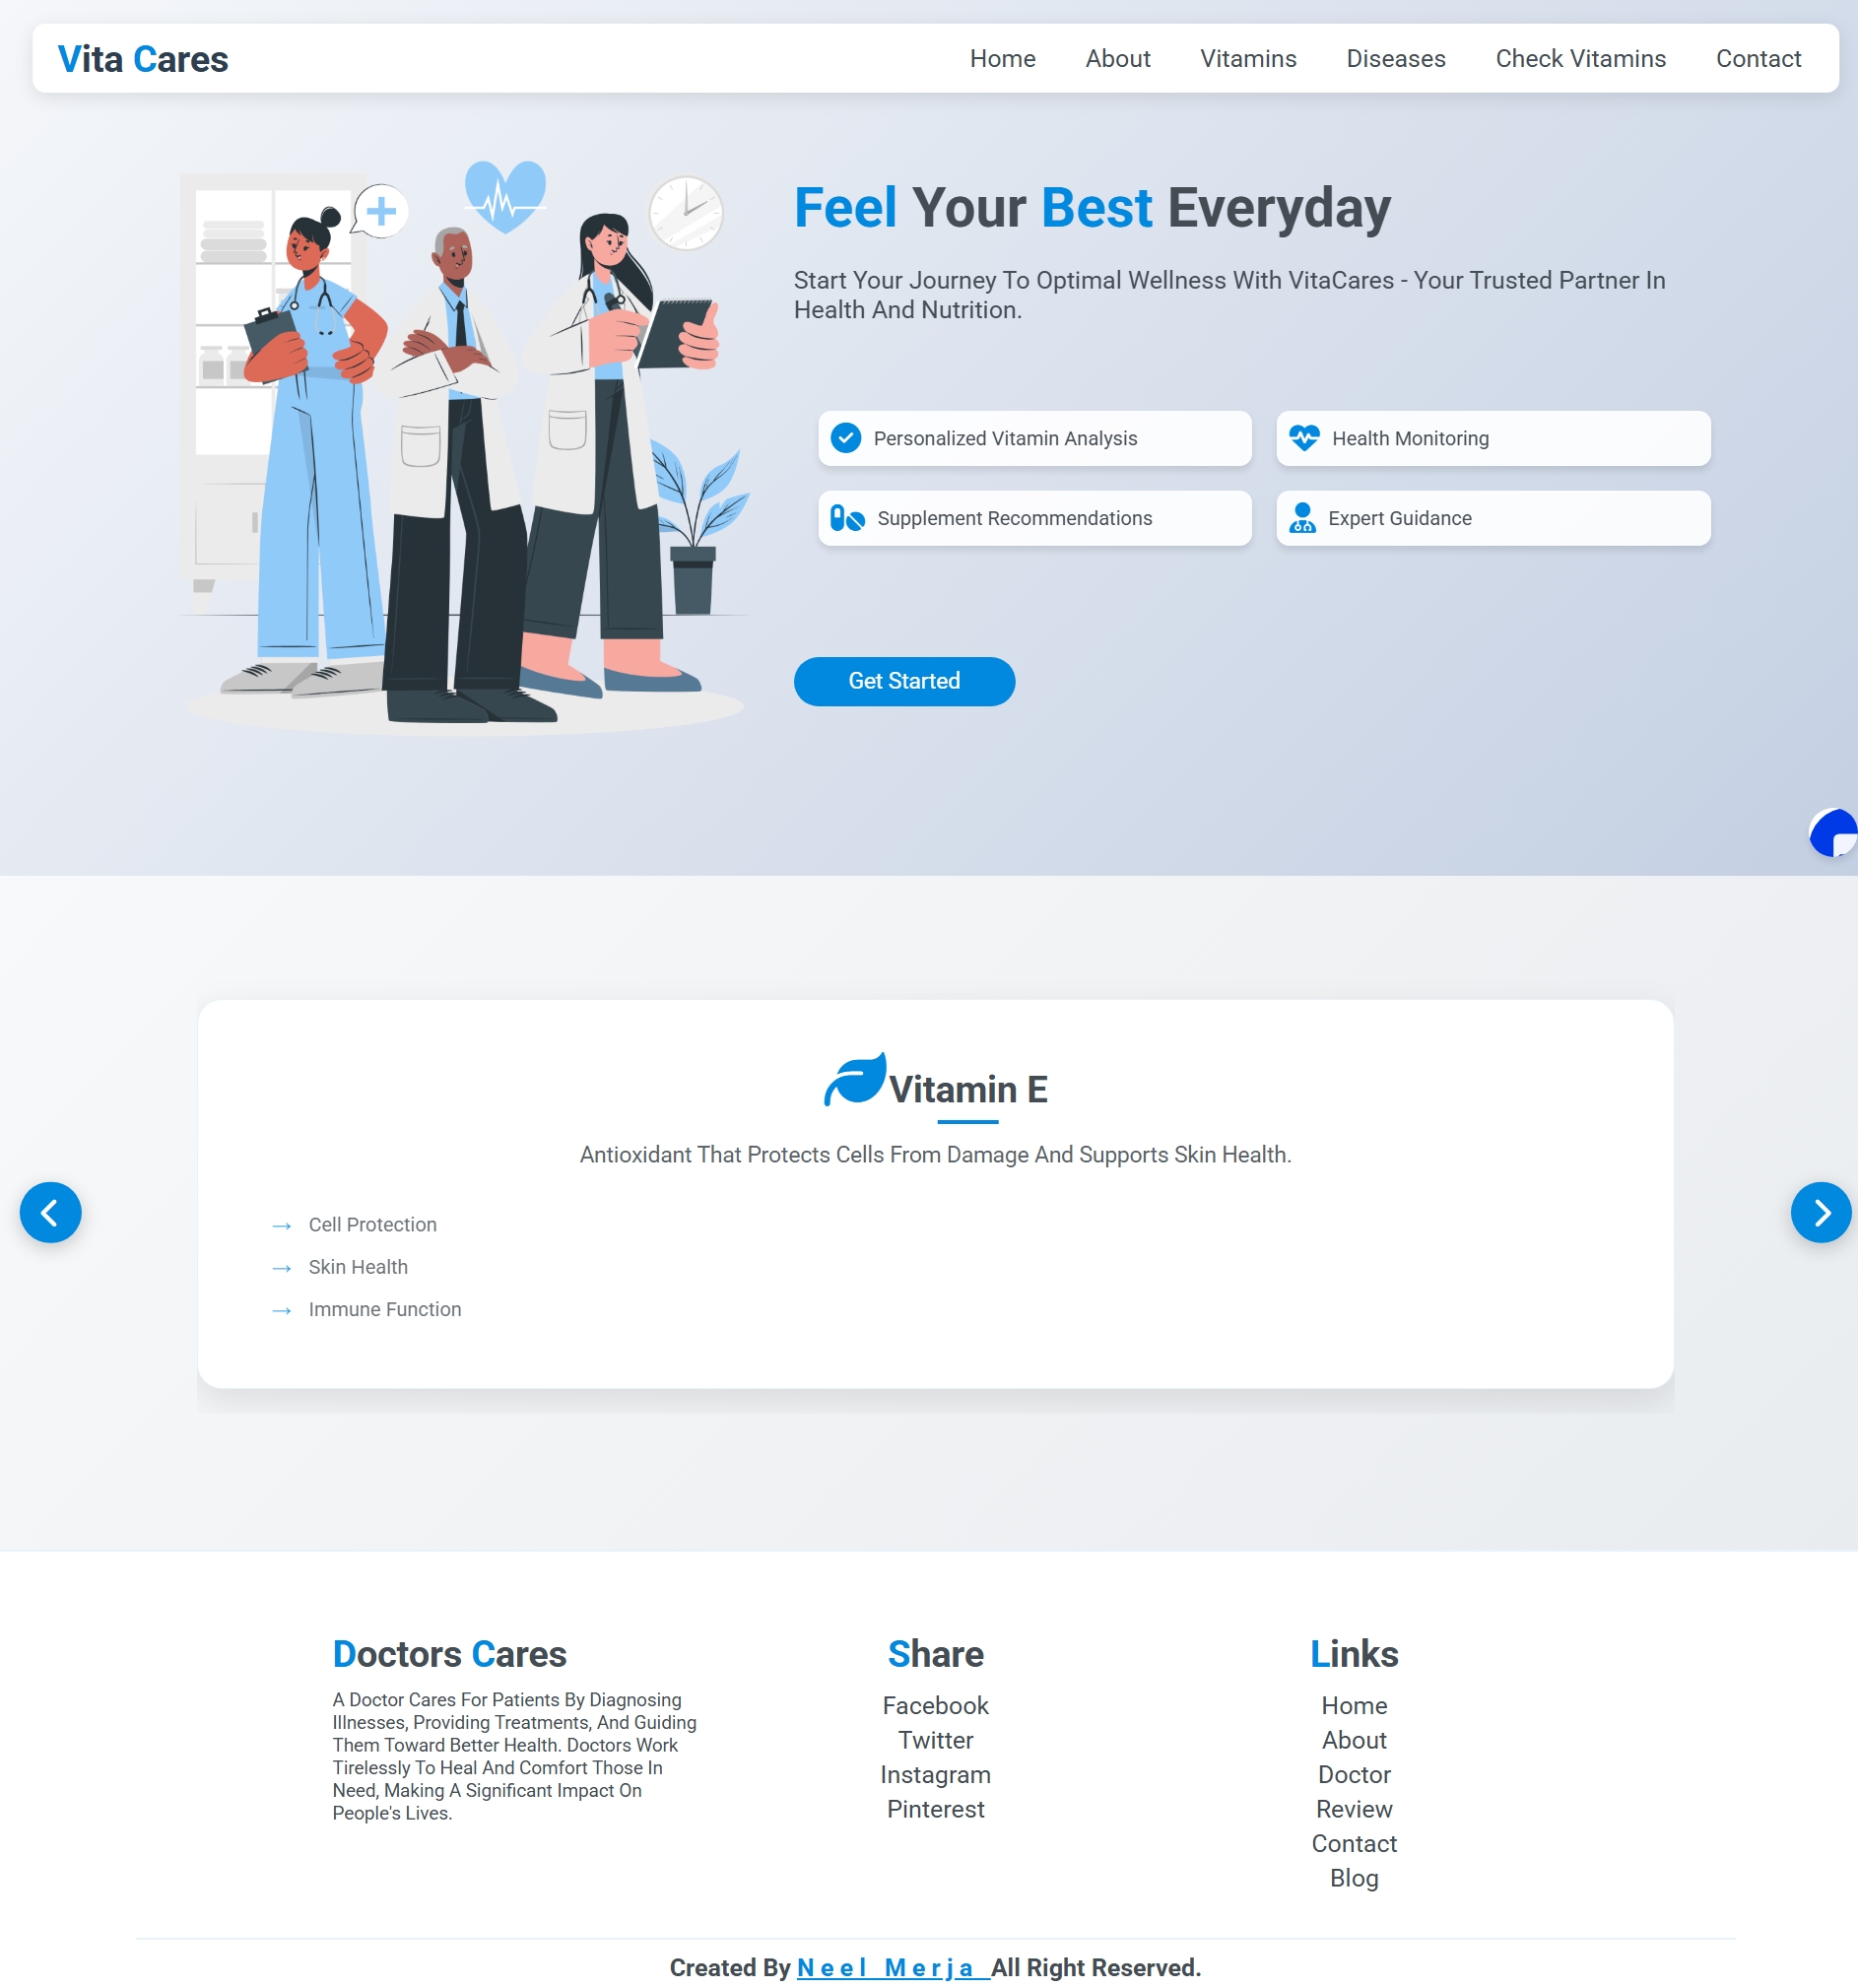 Vita Cares
Home About Vitamins Diseases Check Vitamins Contact
Feel Your Best Everyday
Start Your Journey To Optimal Wellness With VitaCares - Your Trusted Partner In
Health And Nutrition.
Personalized Vitamin Analysis
Health Monitoring
Supplement Recommendations
Expert Guidance
Get Started
Vitamin E
Antioxidant That Protects Cells From Damage And Supports Skin Health.
→ Cell Protection
→ Skin Health
→ Immune Function
Doctors Cares
A Doctor Cares For Patients By Diagnosing
Illnesses, Providing Treatments, And Guiding
Them Toward Better Health. Doctors Work
Tirelessly To Heal And Comfort Those In
Need, Making A Significant Impact On
People's Lives.
Share
Facebook
Twitter
Instagram
Pinterest
Links
Home
About
Doctor
Review
Contact
Blog
Created By Neel Merja All Right Reserved.